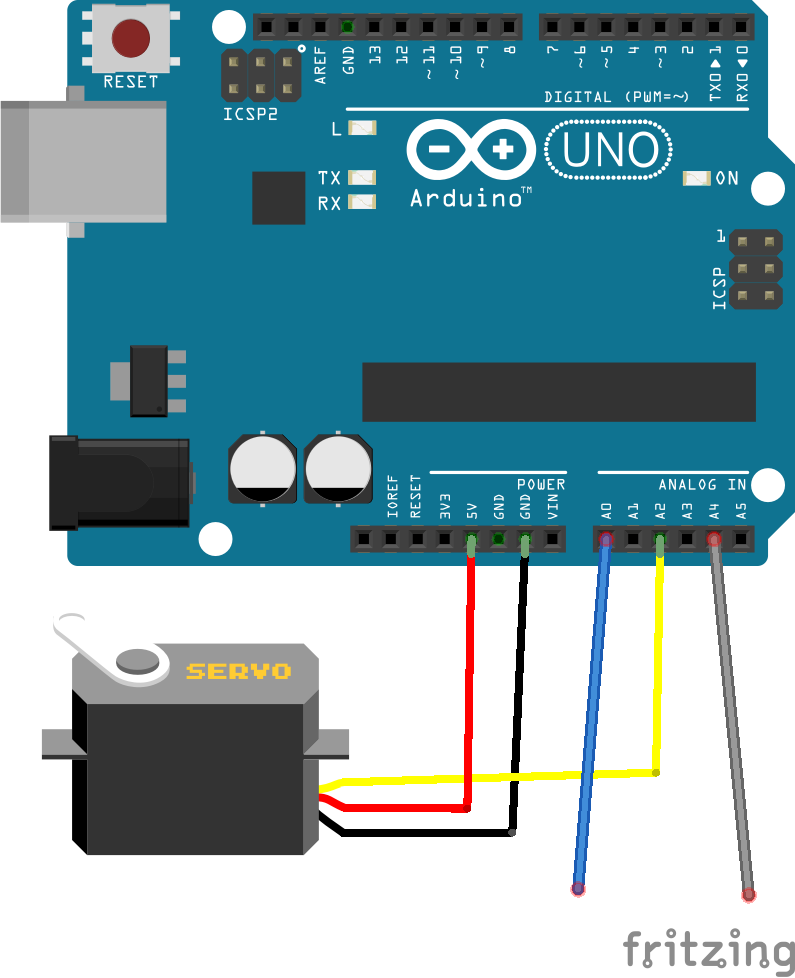 RESET
ICSP2
AREF
GND
13
12
~11
~10
~9
8
7
~6
~5
4
~3
2
TX0▶1
RX0◀0
DIGITAL (PWM=~)
L
TX
RX
Arduino™
UNO
ON
1
ICSP
POWER
ANALOG IN
IOREF
RESET
3V3
5V
GND
GND
VIN
A0
A1
A2
A3
A4
A5
SERVO
fritzing